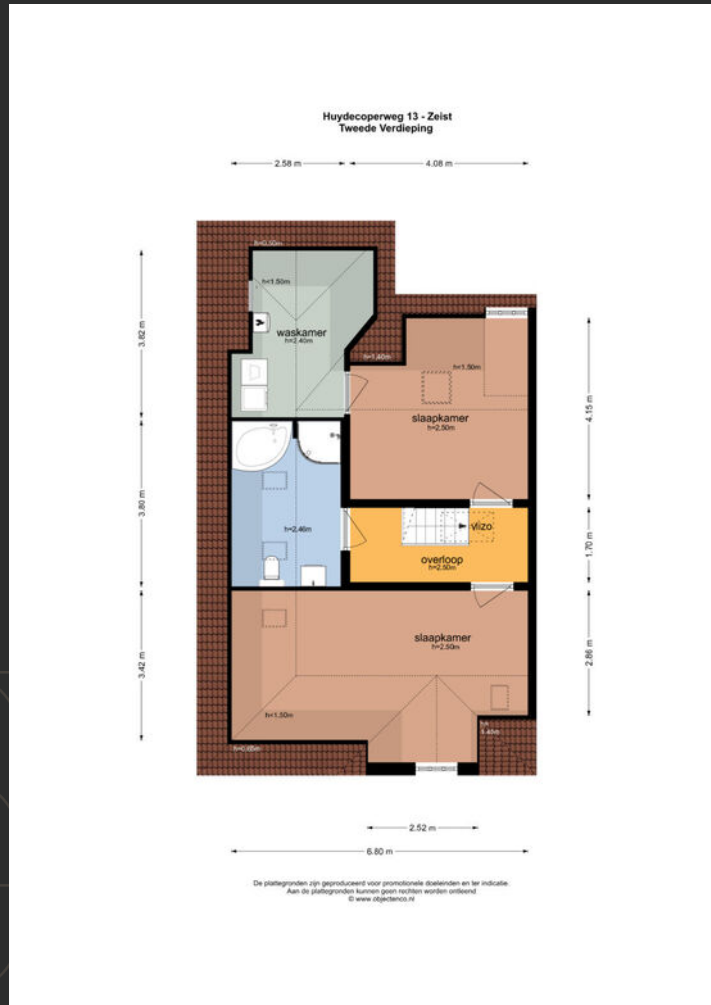 Huydecoperweg 13 - Zeist
Tweede Verdieping
2.58 m
4.08 m
h=0.50m
h<1.50m
waskamer
h=2.40m
h=1.40m
h<1.50m
3.82 m
4.15 m
slaapkamer
h=2.50m
3.80 m
h=2.46m
vlizo
overloop
h=2.50m
1.70 m
slaapkamer
h=2.50m
3.42 m
2.86 m
h<1.50m
h=0.65m
2.52 m
6.80 m
De plattegronden zijn geproduceerd voor promotionele doeleinden en ter indicatie.
Aan de plattegronden kunnen geen rechten worden ontleend
© www.objectenco.nl